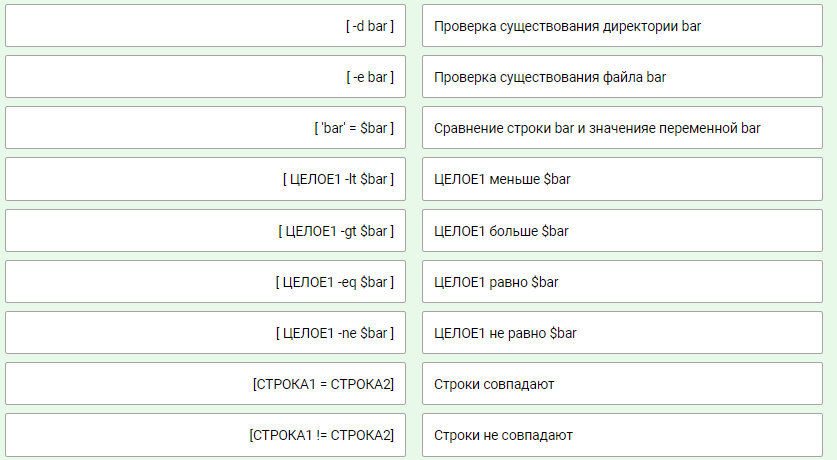 [ -d bar ] Проверка существования директории bar
[ -e bar ] Проверка существования файла bar
[ 'bar' = $bar ] Сравнение строки bar и значенияе переменной bar
[ ЦЕЛОЕ1 -lt $bar ] ЦЕЛОЕ1 меньше $bar
[ ЦЕЛОЕ1 -gt $bar ] ЦЕЛОЕ1 больше $bar
[ ЦЕЛОЕ1 -eq $bar ] ЦЕЛОЕ1 равно $bar
[ ЦЕЛОЕ1 -ne $bar ] ЦЕЛОЕ1 не равно $bar
[СТРОКА1 = СТРОКА2] Строки совпадают
[СТРОКА1 != СТРОКА2] Строки не совпадают